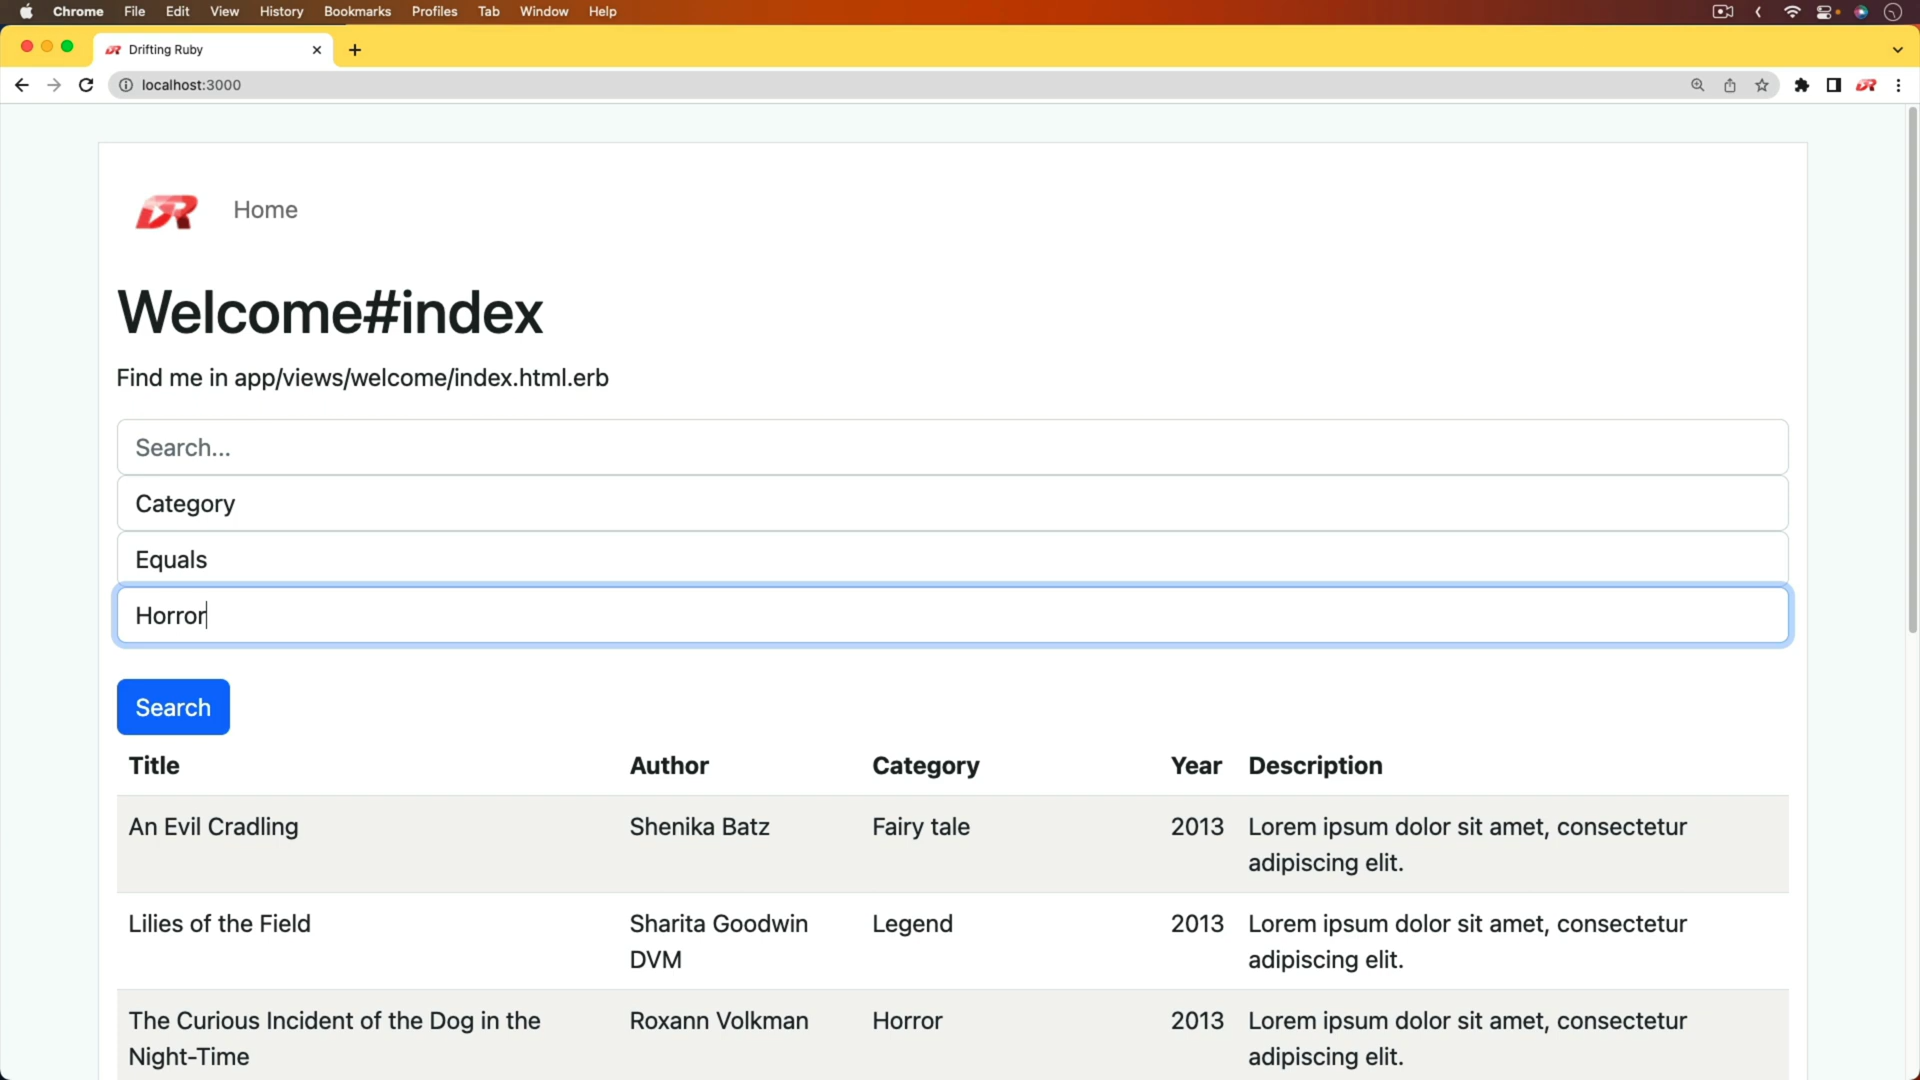 Chrome File Edit View History Bookmarks Profiles Tab Window Help
Drifting Ruby
localhost:3000
DR Home
Welcome#index
Find me in app/views/welcome/index.html.erb
Search...
Category
Equals
Horror
Search
Title Author Category Year Description
An Evil Cradling Shenika Batz Fairy tale 2013 Lorem ipsum dolor sit amet, consectetur
adipiscing elit.
Lilies of the Field Sharita Goodwin Legend 2013 Lorem ipsum dolor sit amet, consectetur
DVM adipiscing elit.
The Curious Incident of the Dog in the Roxann Volkman Horror 2013 Lorem ipsum dolor sit amet, consectetur
Night-Time adipiscing elit.